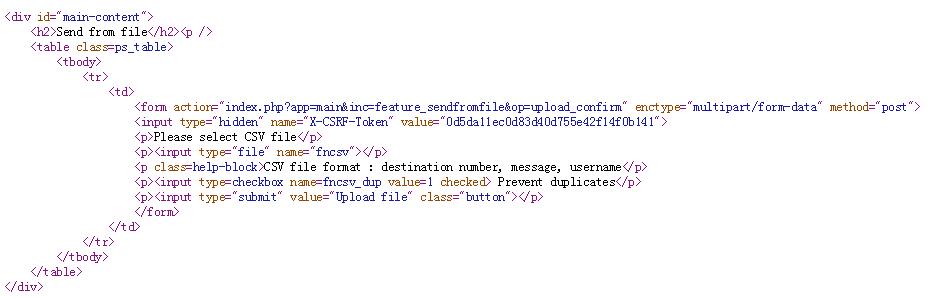 <div id="main-content">
<h2>Send from file</h2><p />
<table class=ps_table>
<tbody>
<tr>
<td>
<form action="index.php?app=main&inc=feature_sendfromfile&op=upload_confirm" enctype="multipart/form-data" method="post">
<input type="hidden" name="X-CSRF-Token" value="0d5da11ec0d83d40d755e42f14f0b141">
<p>Please select CSV file</p>
<p><input type="file" name="fncsv"></p>
<p class=help-block>CSV file format : destination number, message, username</p>
<p><input type=checkbox name=fncsv_dup value=1 checked> Prevent duplicates</p>
<p><input type="submit" value="Upload file" class="button"></p>
</form>
</td>
</tr>
</tbody>
</table>
</div>